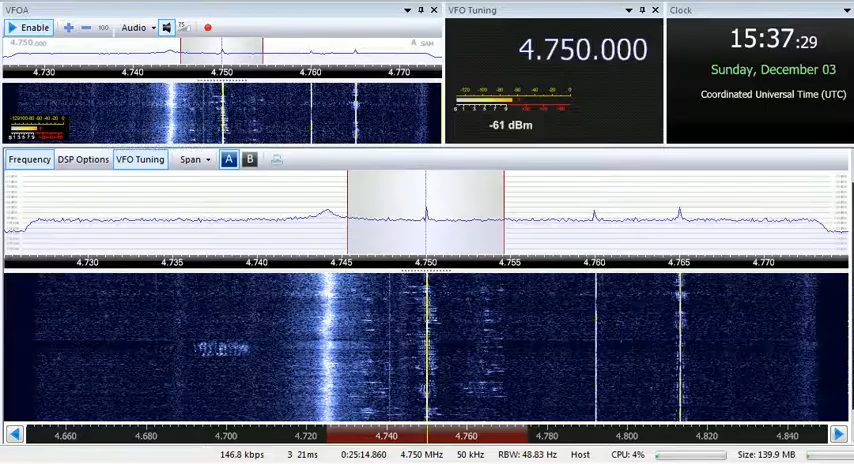 VFOA
Enable
100
Audio
75
4.750.000
A SAM
4.730 4.740 4.750 4.760 4.770
VFO Tuning
4.750.000
-61 dBm
Clock
15:37:29
Sunday, December 03
Coordinated Universal Time (UTC)
Frequency DSP Options VFO Tuning Span A B
4.730 4.735 4.740 4.745 4.750 4.755 4.760 4.765 4.770
4.660 4.680 4.700 4.720 4.740 4.760 4.780 4.800 4.820 4.840
146.8 kbps 3 21ms 0:25:14.860 4.750 MHz 50 kHz RBW: 48.83 Hz Host CPU: 4% Size: 139.9 MB